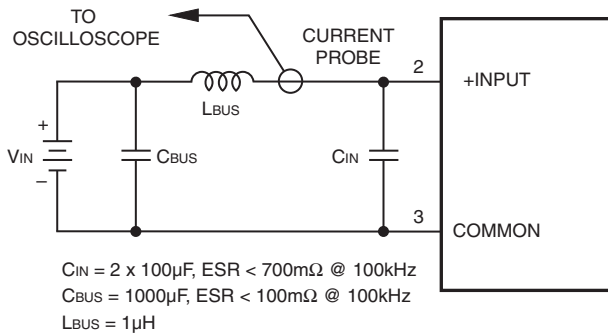 TO
OSCILLOSCOPE
CURRENT
PROBE
2
+INPUT
LBUS
+
VIN
–
CBUS
CIN
3
COMMON
CIN = 2 x 100µF, ESR < 700mΩ @ 100kHz
CBUS = 1000µF, ESR < 100mΩ @ 100kHz
LBUS = 1µH